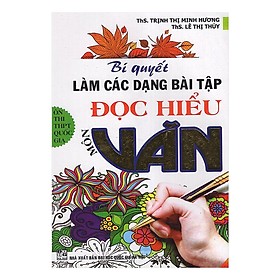 ThS. TRỊNH THỊ MINH HƯƠNG
ThS. LÊ THỊ THỦY
Bí quyết
LÀM CÁC DẠNG BÀI TẬP
ĐỌC HIỂU
MÔN
VĂN
ÔN
THI THPT
QUỐC
GIA
NHÀ XUẤT BẢN ĐẠI HỌC QUỐC GIA HÀ NỘI